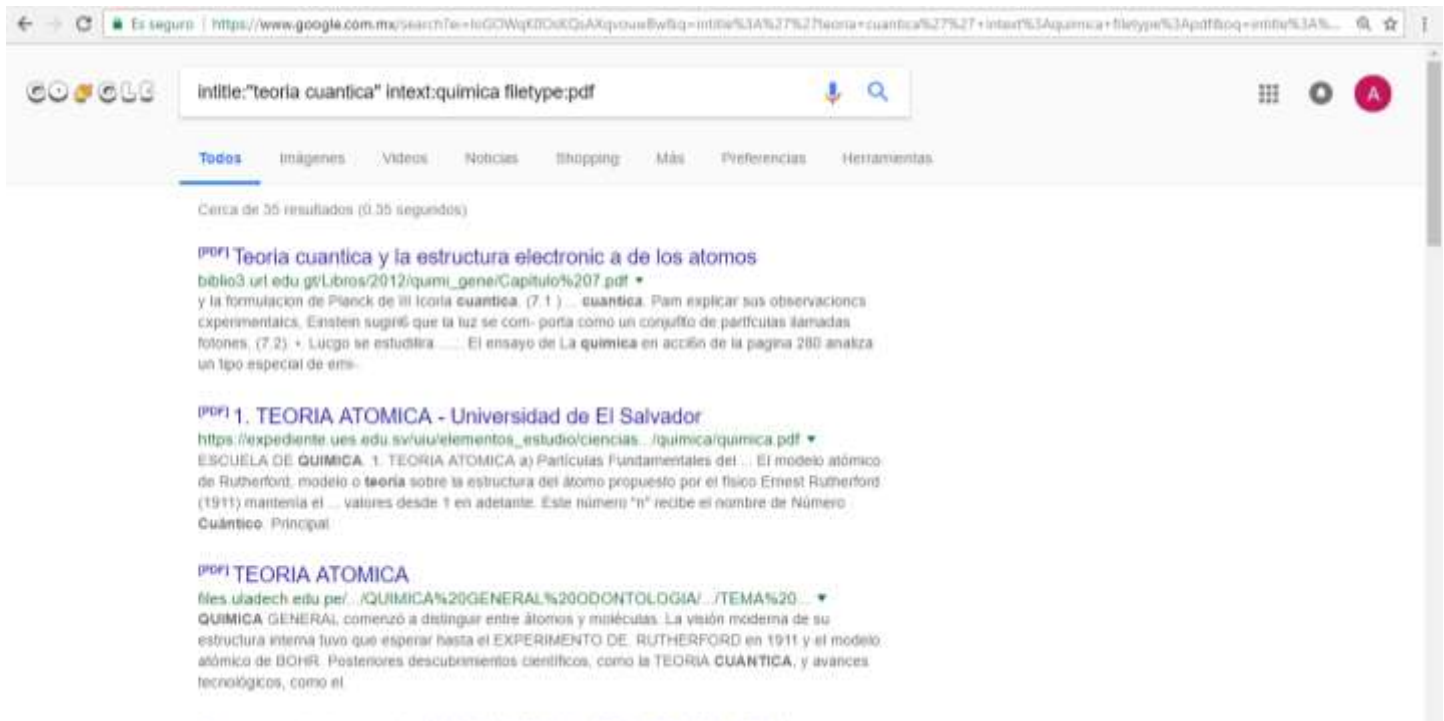 Es seguro | https://www.google.com.mx/search?
GOOGLE
intitle:"teoria cuantica" intext:quimica filetype:pdf
A
Todos Imágenes Videos Noticias Shopping Más Preferencias Herramientas
Cerca de 35 resultados (0.35 segundos)
[PDF] Teoria cuantica y la estructura electronic a de los atomos
biblio3.url.edu.gt/Libros/2012/quimi_gene/Capitulo%207.pdf
y la formulacion de Planck de cuantica. (7.1 ) ... cuantica. Pam explicar sus observacioncs
cxperimentaics, Einstein sugiri6 que la luz se com- porta como un de partfculas
fotones. (7.2) • Lucgo se ...... El ensayo de La quimica en acci6n de la pagina 280 analiza
un tipo especial de emi-
[PDF] 1. TEORIA ATOMICA - Universidad de El Salvador
https://expediente.ues.edu.sv/uiu/elementos_estudio/ciencias.../quimica/quimica.pdf
ESCUELA DE QUIMICA. 1. TEORIA ATOMICA a) Partículas Fundamentales del ... El modelo atómico
de Rutherford, modelo o teoría sobre la estructura del átomo propuesto por el físico Ernest Rutherford
(1911) mantenía el ... valores desde 1 en adelante. Este número "n" recibe el nombre de Número
Cuántico Principal
[PDF] TEORIA ATOMICA
files.uladech.edu.pe/.../QUIMICA%20GENERAL%20ODONTOLOGIA/.../TEMA%20...
QUIMICA GENERAL comenzó a distinguir entre átomos y moléculas. La visión moderna de su
estructura interna tuvo que esperar hasta el EXPERIMENTO DE RUTHERFORD en 1911 y el modelo
atómico de BOHR. Posteriores descubrimientos científicos, como la TEORIA CUANTICA, y avances
tecnológicos, como el